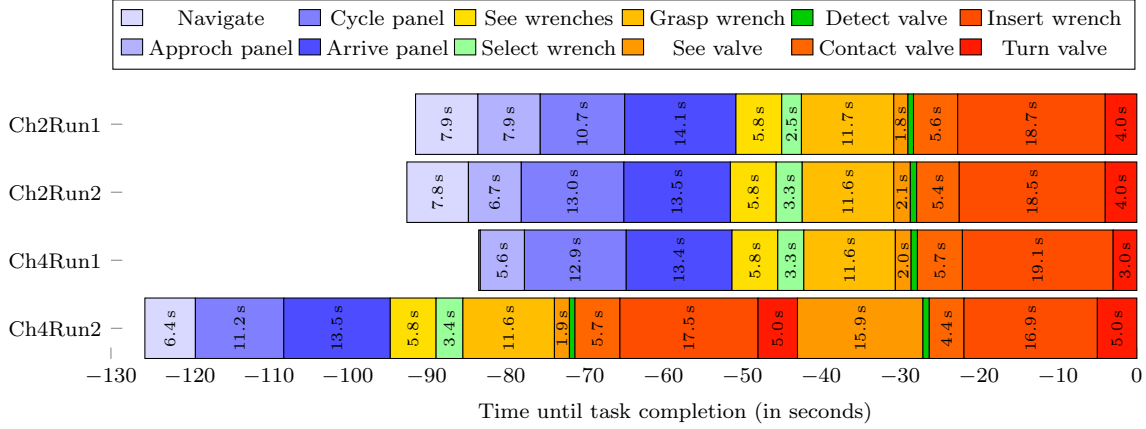 Navigate Cycle panel See wrenches Grasp wrench Detect valve Insert wrench
Approch panel Arrive panel Select wrench See valve Contact valve Turn valve
Ch2Run1 7.9 s 7.9 s 10.7 s 14.1 s 5.8 s 2.5 s 11.7 s 1.8 s 5.6 s 18.7 s 4.0 s
Ch2Run2 7.8 s 6.7 s 13.0 s 13.5 s 5.8 s 3.3 s 11.6 s 2.1 s 5.4 s 18.5 s 4.0 s
Ch4Run1 5.6 s 12.9 s 13.4 s 5.8 s 3.3 s 11.6 s 2.0 s 5.7 s 19.1 s 3.0 s
Ch4Run2 6.4 s 11.2 s 13.5 s 5.8 s 3.4 s 11.6 s 1.9 s 5.7 s 17.5 s 5.0 s 15.9 s 4.4 s 16.9 s 5.0 s
−130 −120 −110 −100 −90 −80 −70 −60 −50 −40 −30 −20 −10 0
Time until task completion (in seconds)